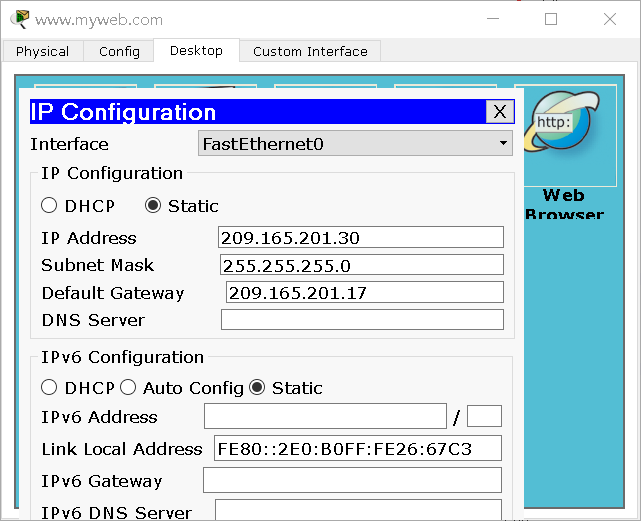 www.myweb.com
Physical Config Desktop Custom Interface
IP Configuration X
http:
Web
Browser
Interface FastEthernet0
IP Configuration
DHCP Static
IP Address 209.165.201.30
Subnet Mask 255.255.255.0
Default Gateway 209.165.201.17
DNS Server
IPv6 Configuration
DHCP Auto Config Static
IPv6 Address /
Link Local Address FE80::2E0:B0FF:FE26:67C3
IPv6 Gateway
IPv6 DNS Server